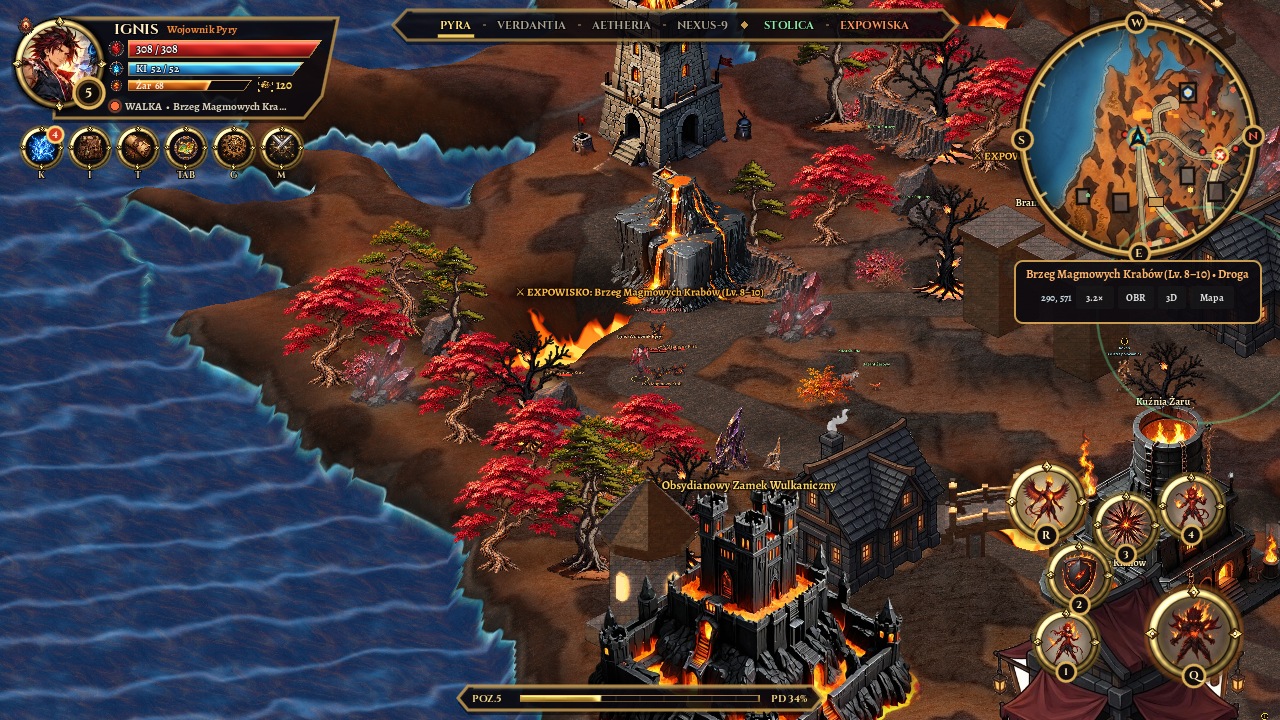 IGNIS Wojownik Pyry
308 / 308
KI 52 / 52
Żar 68
120
5
WALKA • Brzeg Magmowych Kra...
4
K I T TAB G M
PYRA - VERDANTIA - AETHERIA - NEXUS-9 ◆ STOLICA - EXPOWISKA
W
S
N
E
Brzeg Magmowych Krabów (Lv. 8–10) • Droga
290, 571 3.2× OBR 3D Mapa
⚔ EXPOW
Bran
⚔ EXPOWISKO: Brzeg Magmowych Krabów (Lv. 8–10)
Kuźnia Żaru
Obsydianowy Zamek Wulkaniczny
R
3
4
2
1
Q
POZ.5
PD 34%